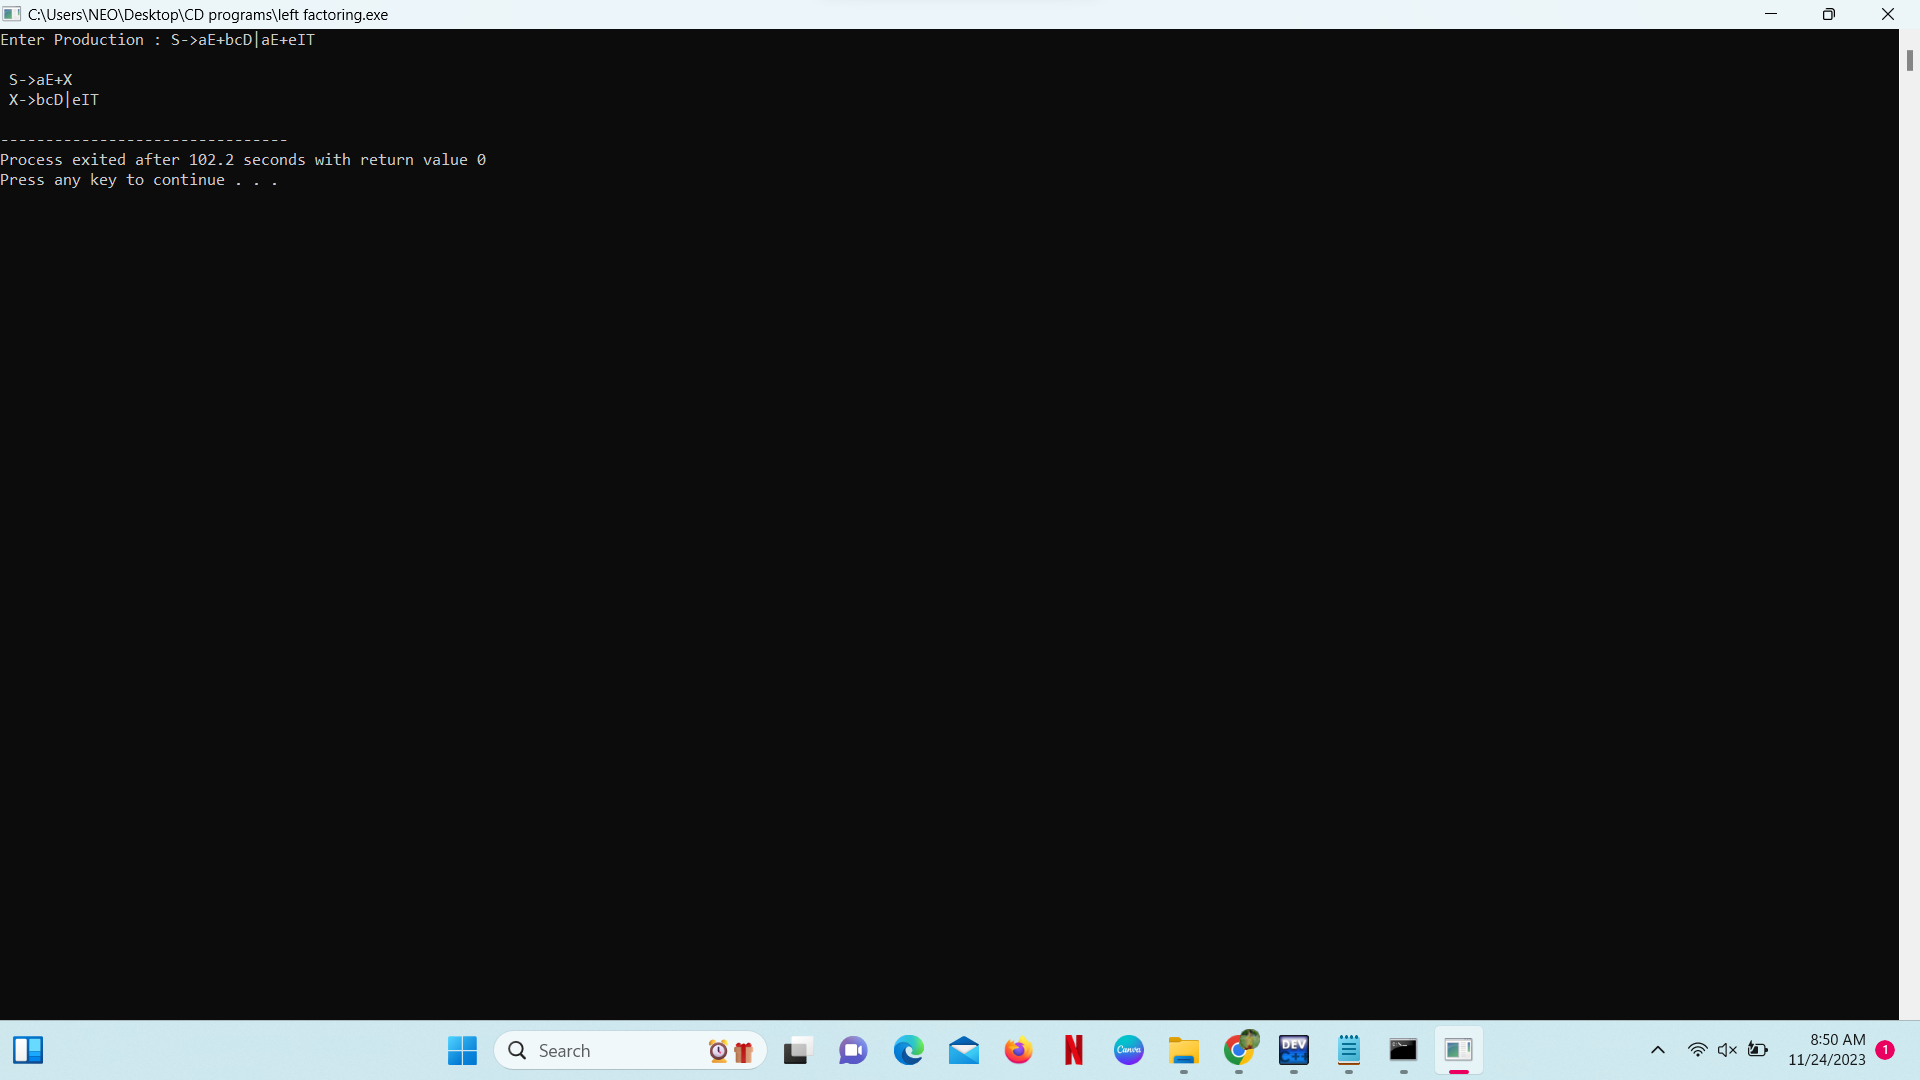 C:\Users\NEO\Desktop\CD programs\left factoring.exe
Enter Production : S->aE+bcD|aE+eIT
S->aE+X
X->bcD|eIT
--------------------------------
Process exited after 102.2 seconds with return value 0
Press any key to continue . . .
Search
Canva
DEV
C++
8:50 AM
11/24/2023
1